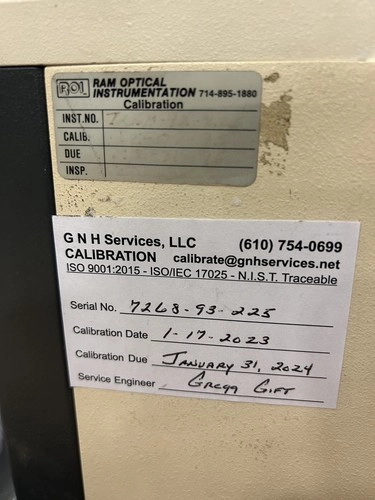 ROI RAM OPTICAL
INSTRUMENTATION 714-895-1880
Calibration
INST.NO.
CALIB.
DUE
INSP.
G N H Services, LLC (610) 754-0699
CALIBRATION calibrate@gnhservices.net
ISO 9001:2015 - ISO/IEC 17025 - N.I.S.T. Traceable
Serial No. 7268-93-225
Calibration Date 1-17-2023
Calibration Due JANUARY 31, 2024
Service Engineer GREGG GIFT